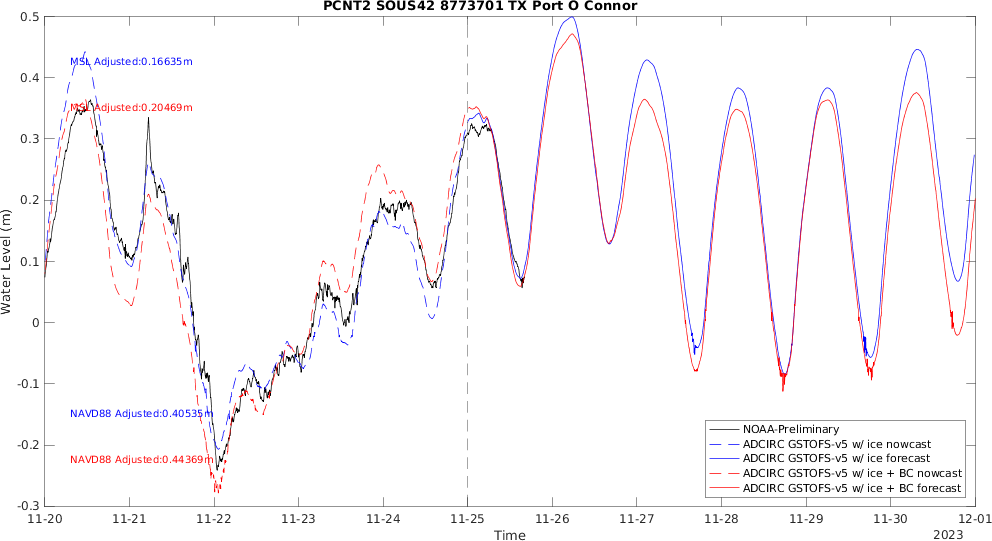 PCNT2 SOUS42 8773701 TX Port O Connor
0.5
0.4
0.3
0.2
0.1
0
-0.1
-0.2
-0.3
Water Level (m)
MSL Adjusted:0.16635m
MSL Adjusted:0.20469m
NAVD88 Adjusted:0.40535m
NAVD88 Adjusted:0.44369m
NOAA-Preliminary
ADCIRC GSTOFS-v5 w/ ice nowcast
ADCIRC GSTOFS-v5 w/ ice forecast
ADCIRC GSTOFS-v5 w/ ice + BC nowcast
ADCIRC GSTOFS-v5 w/ ice + BC forecast
11-20 11-21 11-22 11-23 11-24 11-25 11-26 11-27 11-28 11-29 11-30 12-01
Time
2023